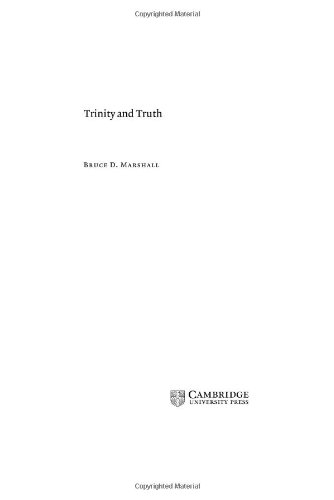 Copyrighted Material
Trinity and Truth
BRUCE D. MARSHALL
CAMBRIDGE
UNIVERSITY PRESS
Copyrighted Material